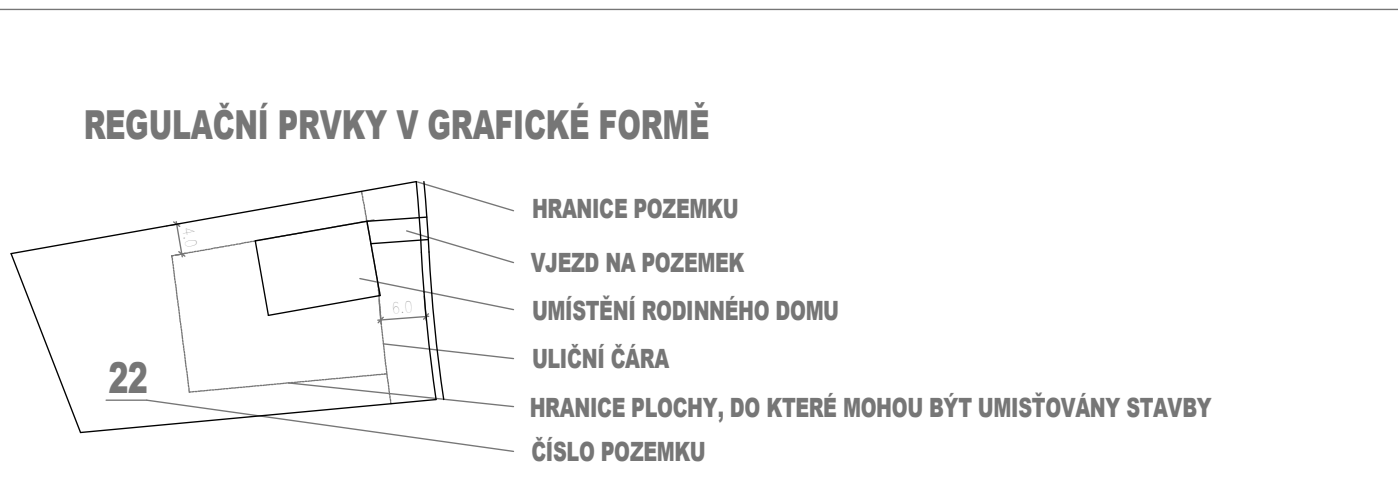 REGULAČNÍ PRVKY V GRAFICKÉ FORMĚ
HRANICE POZEMKU
4.0
VJEZD NA POZEMEK
6.0
UMÍSTĚNÍ RODINNÉHO DOMU
ULIČNÍ ČÁRA
22
HRANICE PLOCHY, DO KTERÉ MOHOU BÝT UMISŤOVÁNY STAVBY
ČÍSLO POZEMKU